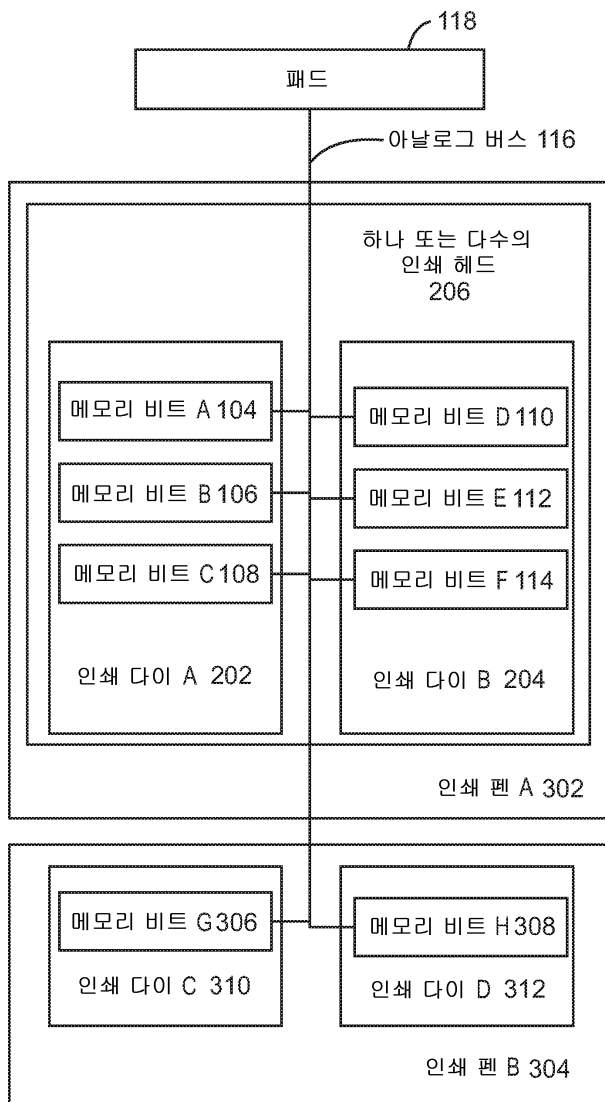 118
패드
아날로그 버스 116
하나 또는 다수의
인쇄 헤드
206
메모리 비트 A 104
메모리 비트 D 110
메모리 비트 B 106
메모리 비트 E 112
메모리 비트 C 108
메모리 비트 F 114
인쇄 다이 A 202
인쇄 다이 B 204
인쇄 펜 A 302
메모리 비트 G 306
메모리 비트 H 308
인쇄 다이 C 310
인쇄 다이 D 312
인쇄 펜 B 304